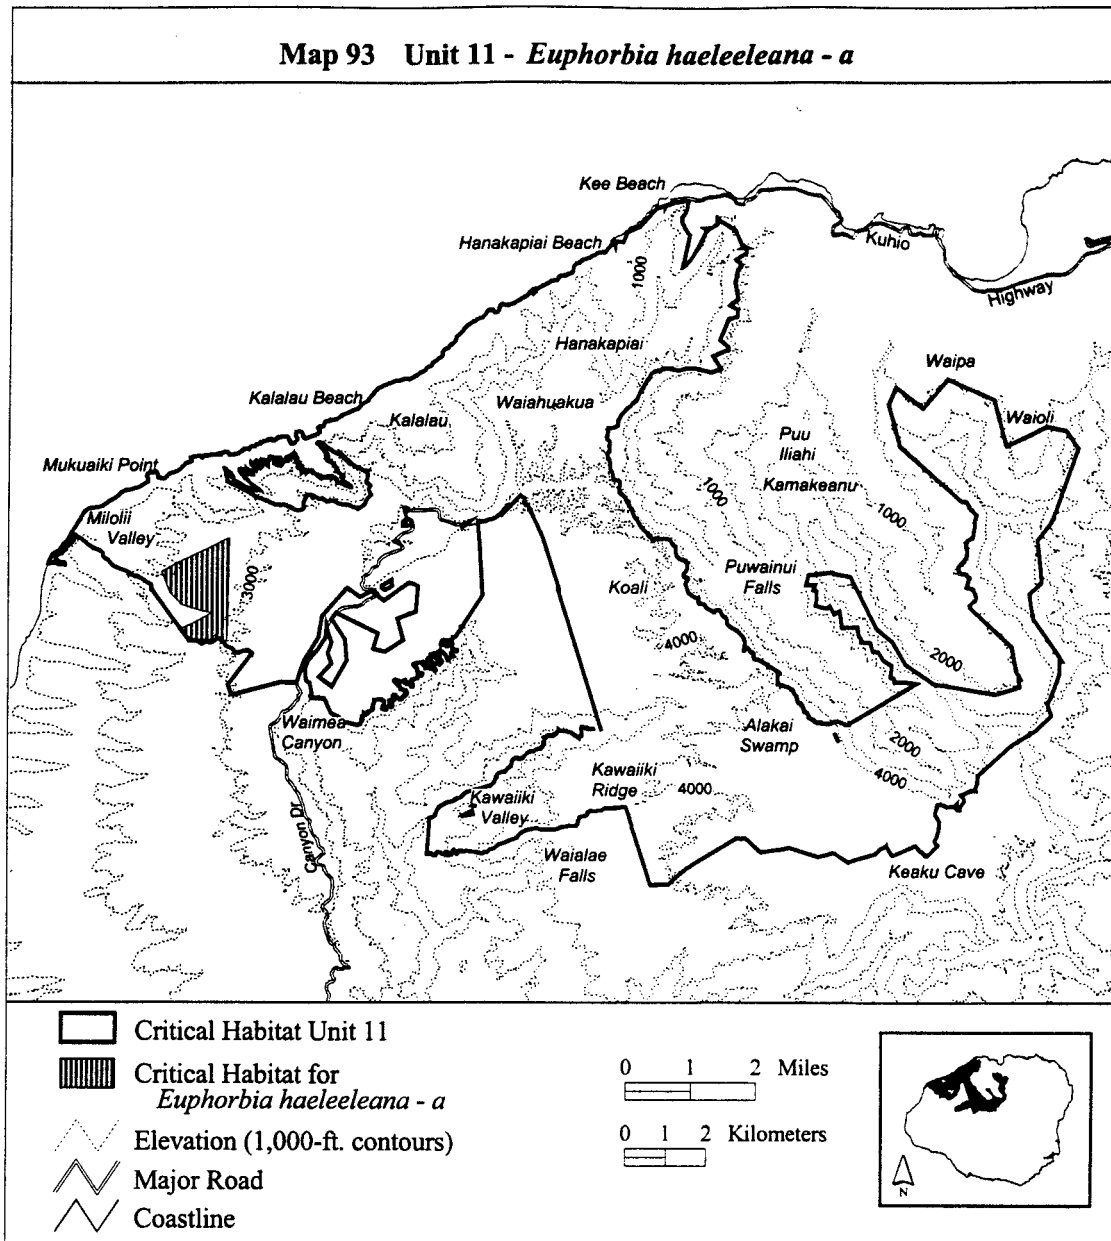 Map 93 Unit 11 - Euphorbia haeleeleana - a
Kee Beach
Kuhio
Hanakapiai Beach
1000
Highway
Hanakapiai
Waipa
Kalalau Beach
Waiahuakua
Kalalau
Waioli
Puu
Iliahi
Mukuaiki Point
Kamakeanu
1000
1000
Milolii
Valley
Puwainui
Falls
3000
Koali
4000
2000
Waimea
Canyon
Alakai
Swamp
2000
Kawaiiki
Ridge
4000
4000
Kawaiiki
Valley
Canyon Dr
Waialae
Falls
Keaku Cave
Critical Habitat Unit 11
Critical Habitat for
Euphorbia haeleeleana - a
Elevation (1,000-ft. contours)
Major Road
Coastline
0 1 2 Miles
0 1 2 Kilometers
N